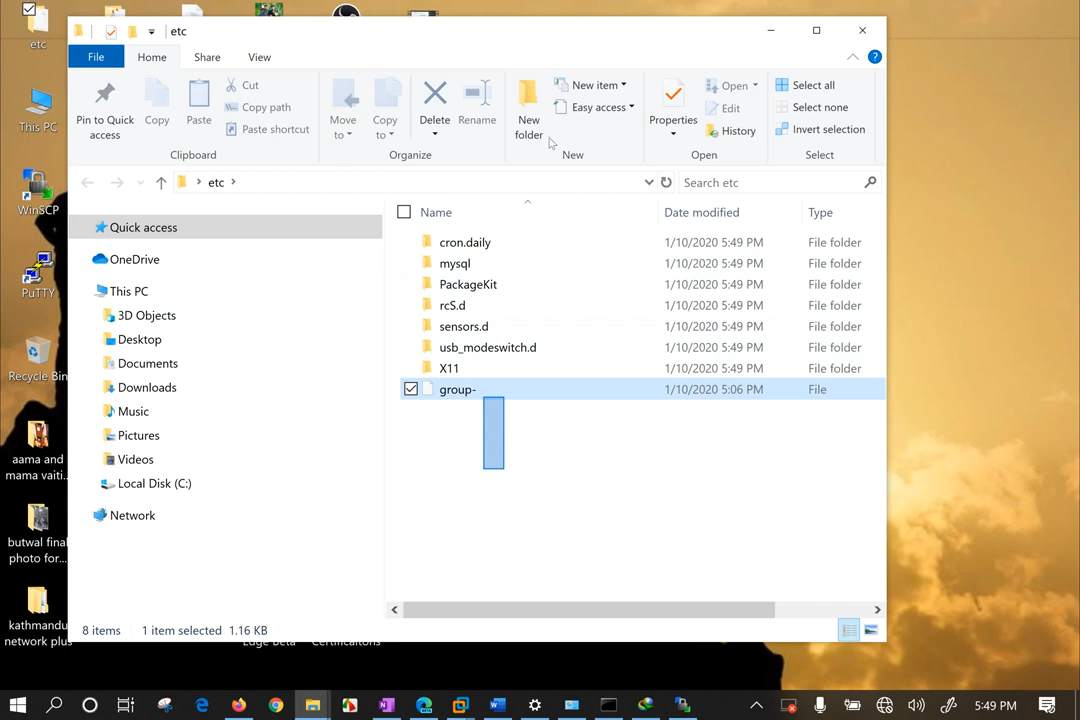 etc
This PC
WinSCP
PuTTY
Recycle Bin
aama and
mama vaiti...
butwal final
photo for...
kathmandu
network plus
etc
File
Home
Share
View
Pin to Quick
access
Copy
Paste
Cut
Copy path
Paste shortcut
Clipboard
Move
to
Copy
to
Delete
Rename
Organize
New
folder
New item
Easy access
New
Properties
Open
Edit
History
Open
Select all
Select none
Invert selection
Select
etc
Search etc
Quick access
OneDrive
This PC
3D Objects
Desktop
Documents
Downloads
Music
Pictures
Videos
Local Disk (C:)
Network
Name Date modified Type
cron.daily 1/10/2020 5:49 PM File folder
mysql 1/10/2020 5:49 PM File folder
PackageKit 1/10/2020 5:49 PM File folder
rcS.d 1/10/2020 5:49 PM File folder
sensors.d 1/10/2020 5:49 PM File folder
usb_modeswitch.d 1/10/2020 5:49 PM File folder
X11 1/10/2020 5:49 PM File folder
group- 1/10/2020 5:06 PM File
8 items 1 item selected 1.16 KB
5:49 PM